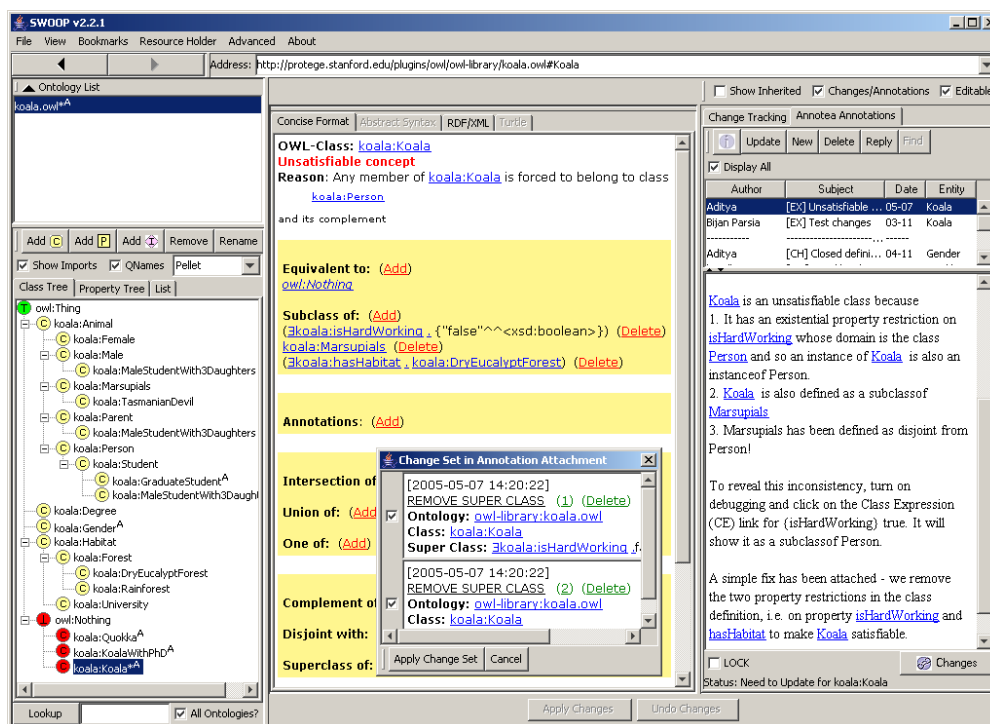 SWOOP v2.2.1
File View Bookmarks Resource Holder Advanced About
Address: http://protege.stanford.edu/plugins/owl/owl-library/koala.owl#Koala
Ontology List
koala.owl*A
Add C Add P Add I Remove Rename
Show Imports QNames Pellet
Class Tree Property Tree List
T owl:Thing
C koala:Animal
C koala:Female
C koala:Male
C koala:MaleStudentWith3Daughters
C koala:Marsupials
C koala:TasmanianDevil
C koala:Parent
C koala:MaleStudentWith3Daughters
C koala:Person
C koala:Student
C koala:GraduateStudentA
C koala:MaleStudentWith3Daught
C koala:Degree
C koala:GenderA
C koala:Habitat
C koala:Forest
C koala:DryEucalyptForest
C koala:Rainforest
C koala:University
owl:Nothing
C koala:QuokkaA
C koala:KoalaWithPhDA
C koala:Koala*A
Lookup All Ontologies?
Concise Format Abstract Syntax RDF/XML Turtle
OWL-Class: koala:Koala
Unsatisfiable concept
Reason: Any member of koala:Koala is forced to belong to class
koala:Person
and its complement
Equivalent to: (Add)
owl:Nothing
Subclass of: (Add)
(∃koala:isHardWorking . {"false"^^<xsd:boolean>}) (Delete)
koala:Marsupials (Delete)
(∃koala:hasHabitat . koala:DryEucalyptForest) (Delete)
Annotations: (Add)
Intersection of
Union of: (Add
One of: (Add)
Complement of
Disjoint with:
Superclass of:
Change Set in Annotation Attachment
[2005-05-07 14:20:22]
REMOVE SUPER CLASS (1) (Delete)
Ontology: owl-library:koala.owl
Class: koala:Koala
Super Class: ∃koala:isHardWorking .f
[2005-05-07 14:20:22]
REMOVE SUPER CLASS (2) (Delete)
Ontology: owl-library:koala.owl
Class: koala:Koala
Apply Change Set Cancel
Apply Changes Undo Changes
Show Inherited Changes/Annotations Editable
Change Tracking Annotea Annotations
Update New Delete Reply Find
Display All
Author Subject Date Entity
Aditya [EX] Unsatisfiable ... 05-07 Koala
Bijan Parsia [EX] Test changes 03-11 Koala
----------- ----------------------... ------
Aditya [CH] Closed defini... 04-11 Gender
Koala is an unsatisfiable class because
1. It has an existential property restriction on
isHardWorking whose domain is the class
Person and so an instance of Koala is also an
instanceof Person.
2. Koala is also defined as a subclassof
Marsupials
3. Marsupials has been defined as disjoint from
Person!
To reveal this inconsistency, turn on
debugging and click on the Class Expression
(CE) link for (isHardWorking) true. It will
show it as a subclassof Person.
A simple fix has been attached - we remove
the two property restrictions in the class
definition, i.e. on property isHardWorking and
hasHabitat to make Koala satisfiable.
LOCK Changes
Status: Need to Update for koala:Koala